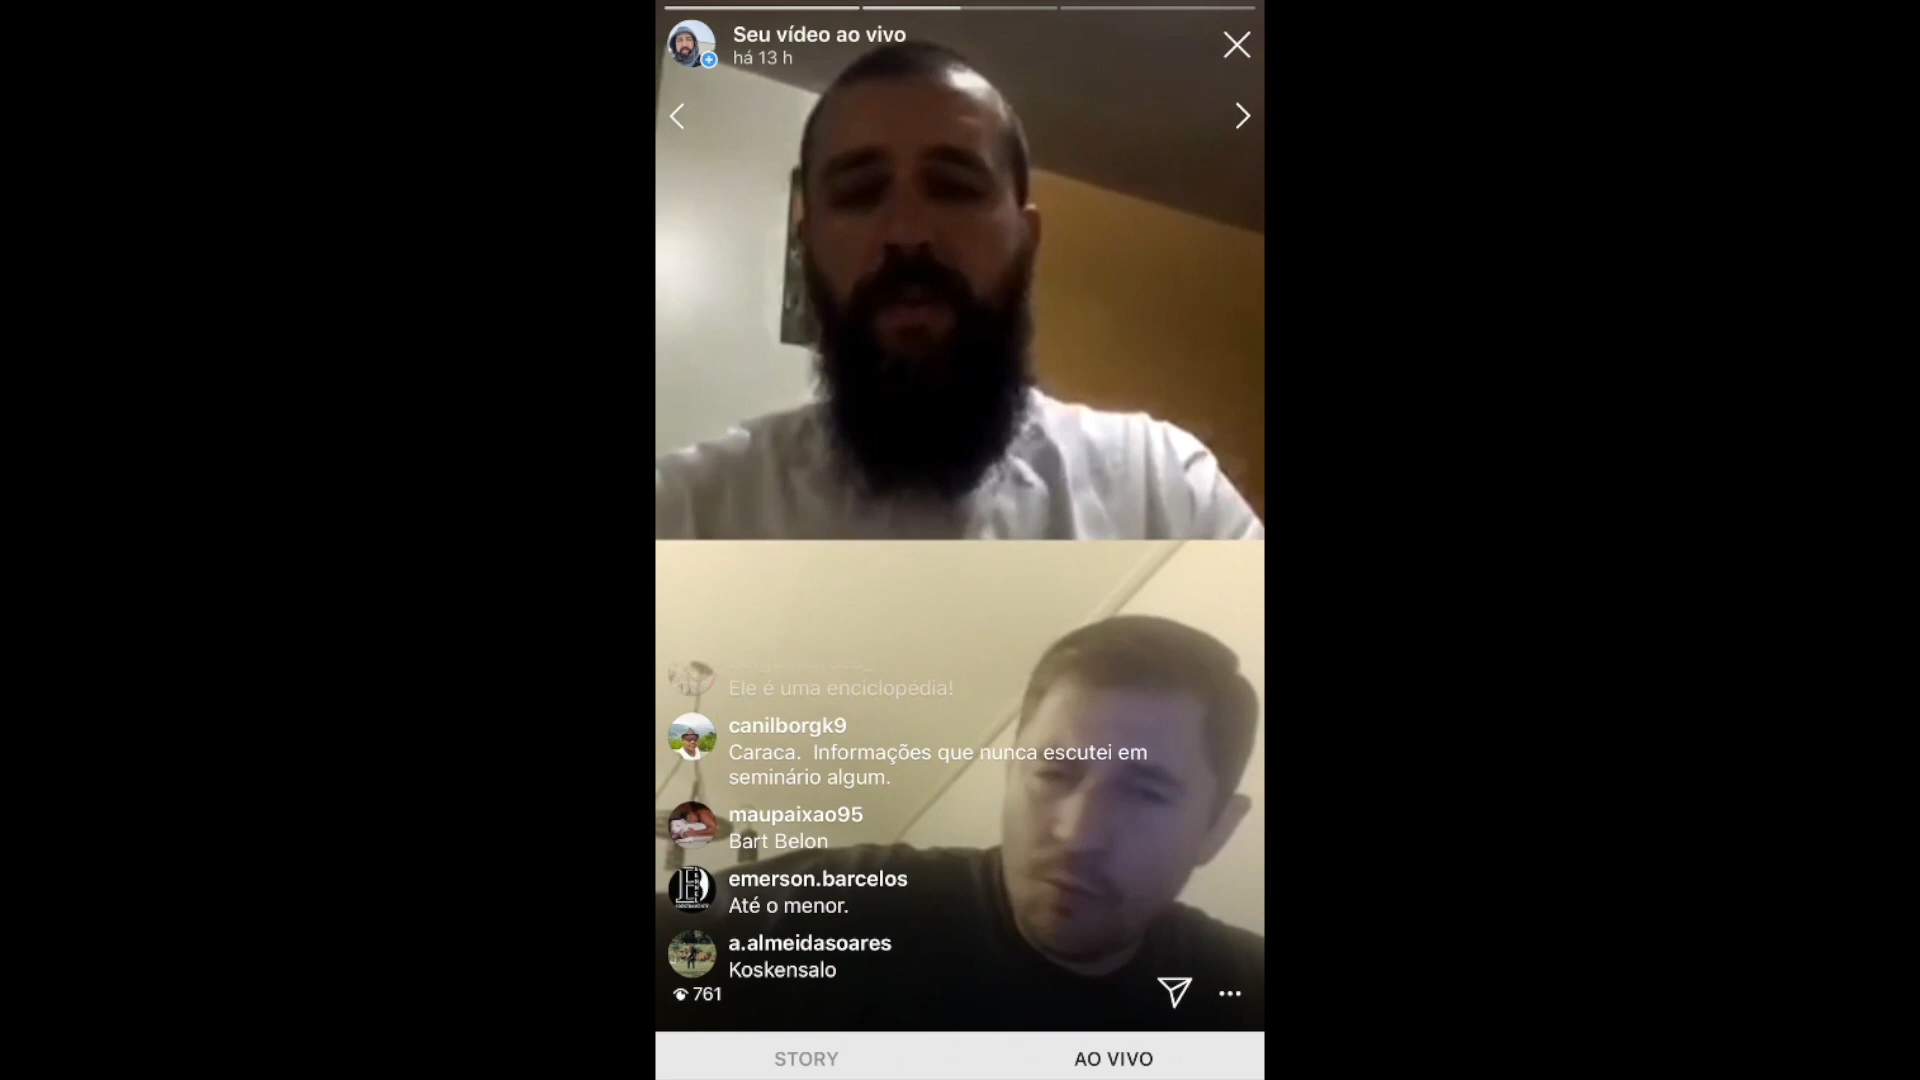 Seu vídeo ao vivo
há 13 h
Ele é uma enciclopédia!
canilborgk9
Caraca. Informações que nunca escutei em
seminário algum.
maupaixao95
Bart Belon
emerson.barcelos
Até o menor.
a.almeidasoares
Koskensalo
761
STORY
AO VIVO